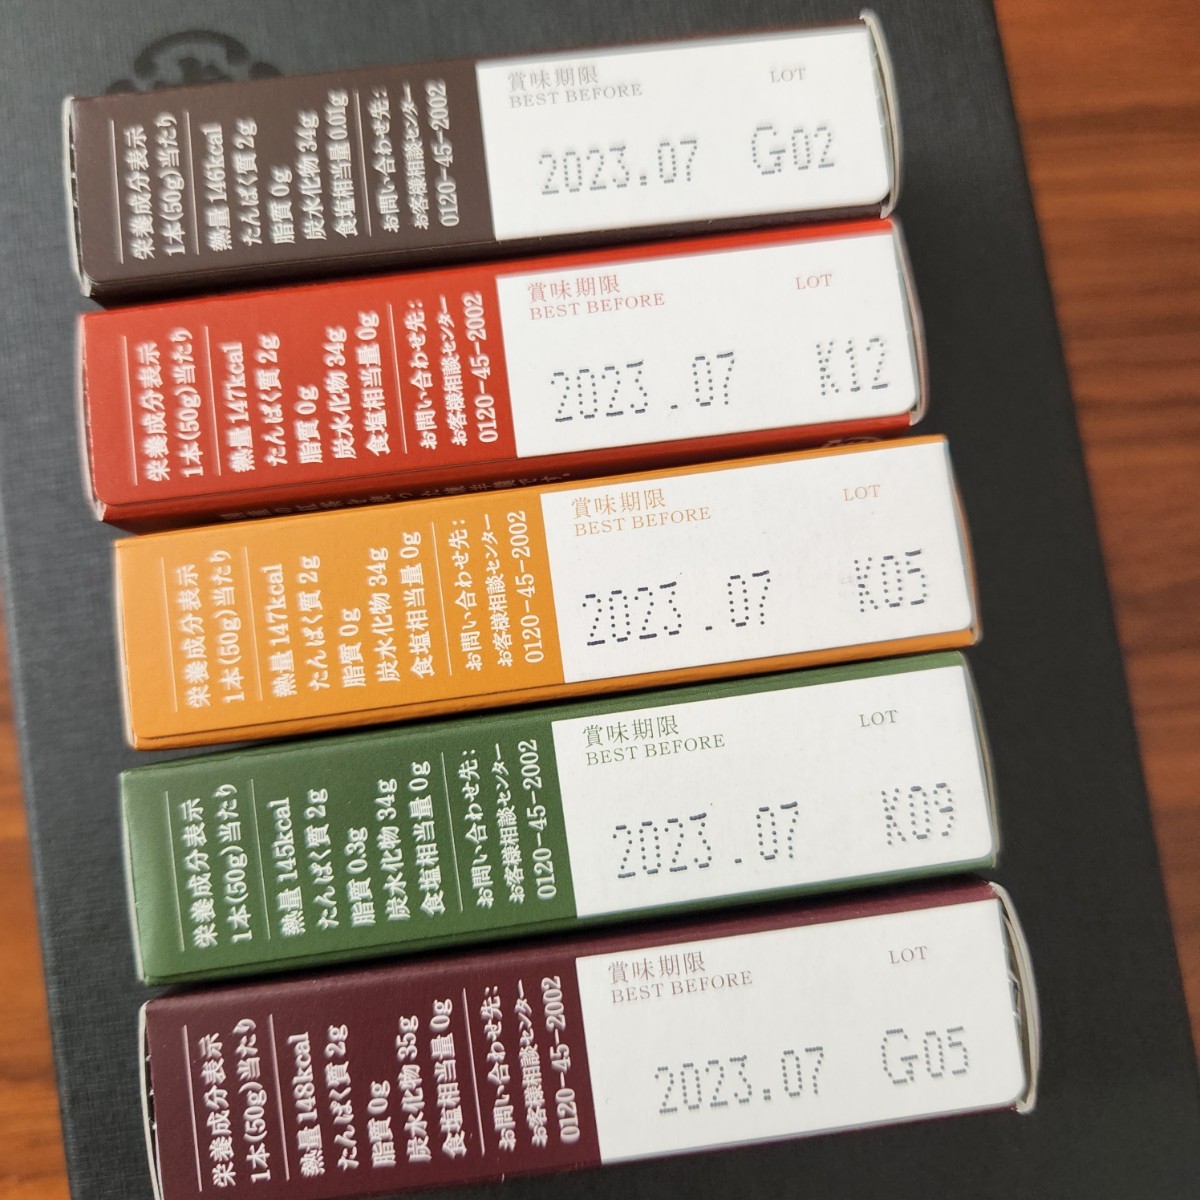 栄養成分表示
1本(50g)当たり
熱量 146kcal
たんぱく質 2g
脂質 0g
炭水化物 34g
食塩相当量 0.01g
お問い合わせ先:
お客様相談センター
0120-45-2002
賞味期限
BEST BEFORE
LOT
2023.07
G02
栄養成分表示
1本(50g)当たり
熱量 147kcal
たんぱく質 2g
脂質 0g
炭水化物 34g
食塩相当量 0g
お問い合わせ先:
お客様相談センター
0120-45-2002
賞味期限
BEST BEFORE
LOT
2023.07
K12
栄養成分表示
1本(50g)当たり
熱量 147kcal
たんぱく質 2g
脂質 0g
炭水化物 34g
食塩相当量 0g
お問い合わせ先:
お客様相談センター
0120-45-2002
賞味期限
BEST BEFORE
LOT
2023.07
K05
栄養成分表示
1本(50g)当たり
熱量 145kcal
たんぱく質 2g
脂質 0.3g
炭水化物 34g
食塩相当量 0g
お問い合わせ先:
お客様相談センター
0120-45-2002
賞味期限
BEST BEFORE
LOT
2023.07
K09
栄養成分表示
1本(50g)当たり
熱量 148kcal
たんぱく質 2g
脂質 0g
炭水化物 35g
食塩相当量 0g
お問い合わせ先:
お客様相談センター
0120-45-2002
賞味期限
BEST BEFORE
LOT
2023.07
G05